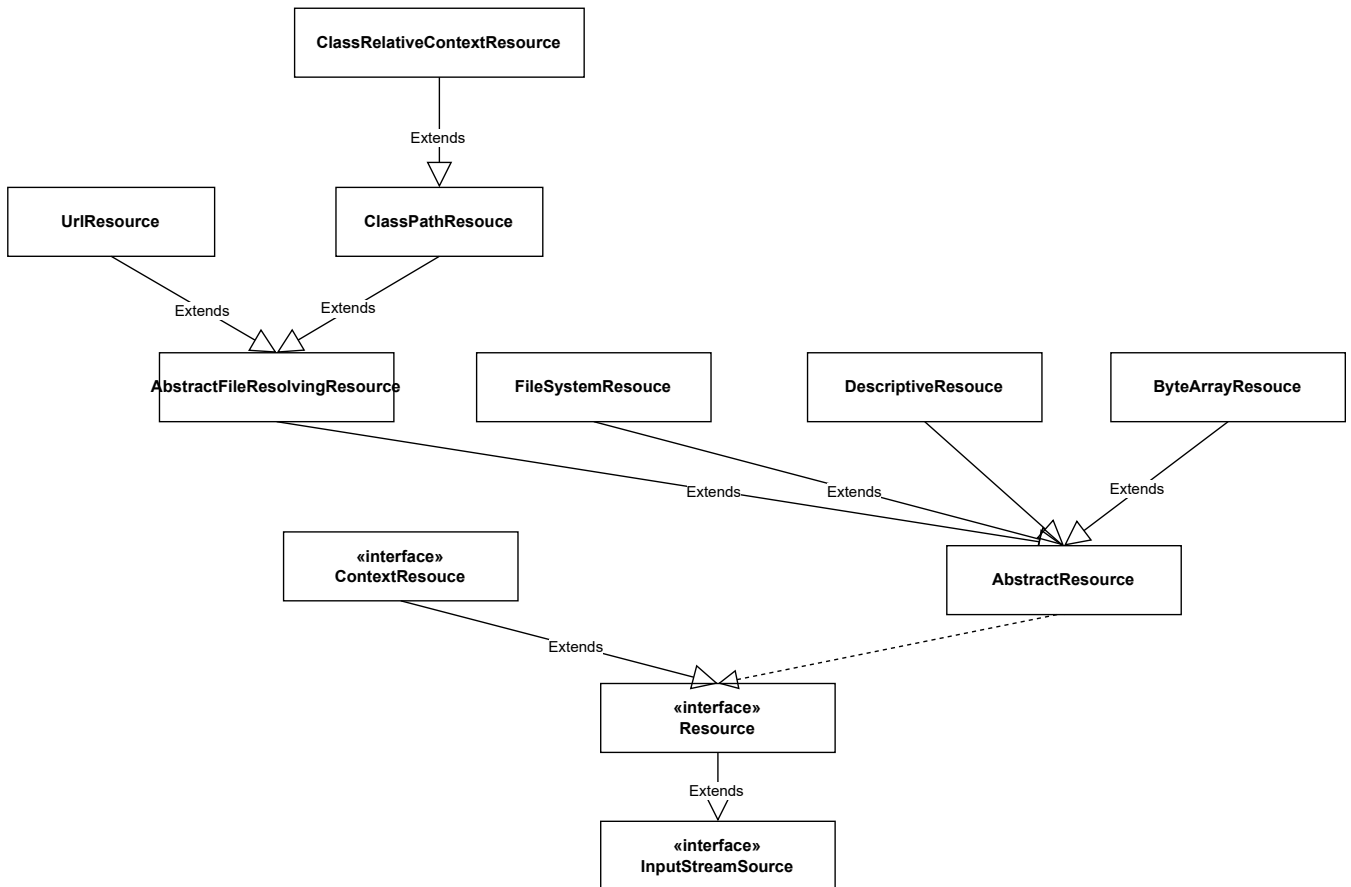 ClassRelativeContextResource
Extends
UrlResource
ClassPathResouce
Extends
Extends
AbstractFileResolvingResource
FileSystemResouce
DescriptiveResouce
ByteArrayResouce
Extends
Extends
Extends
«interface»
ContextResouce
AbstractResource
Extends
«interface»
Resource
Extends
«interface»
InputStreamSource